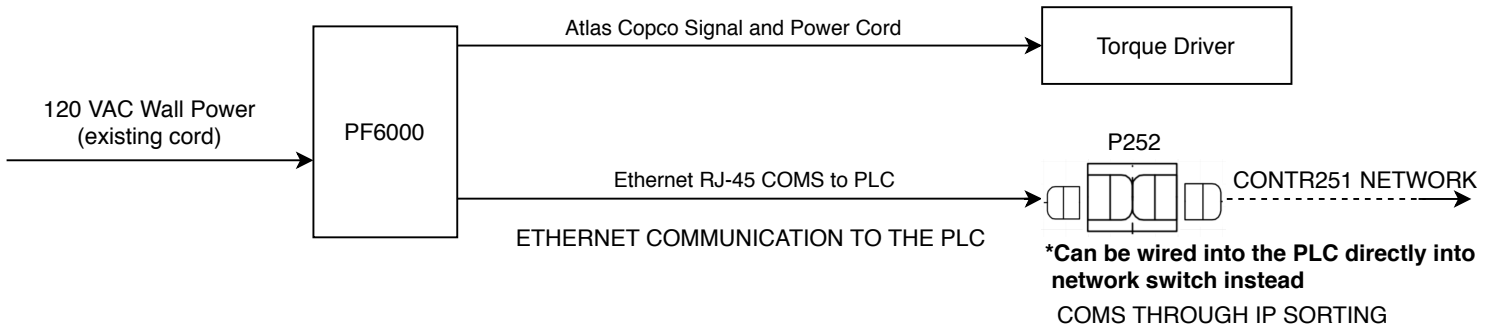 Atlas Copco Signal and Power Cord
Torque Driver
120 VAC Wall Power
(existing cord)
PF6000
P252
Ethernet RJ-45 COMS to PLC
CONTR251 NETWORK
ETHERNET COMMUNICATION TO THE PLC
*Can be wired into the PLC directly into
network switch instead
COMS THROUGH IP SORTING